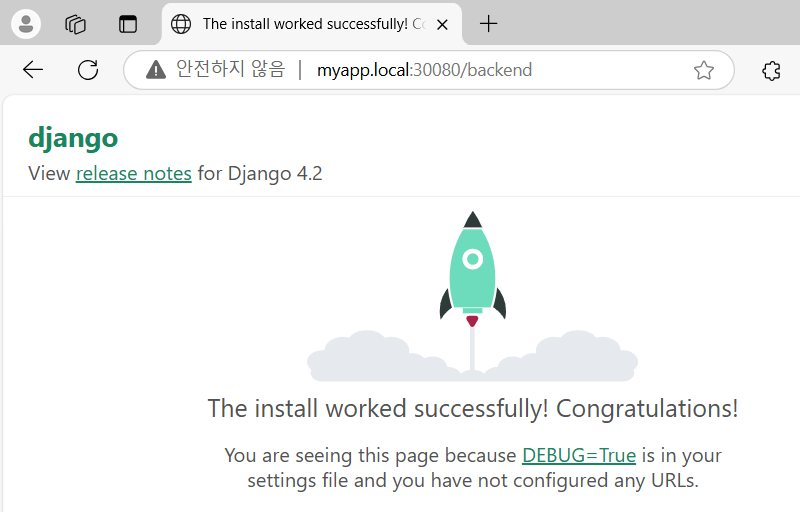 The install worked successfully! Co
안전하지 않음 | myapp.local:30080/backend
django
View release notes for Django 4.2
The install worked successfully! Congratulations!
You are seeing this page because DEBUG=True is in your
settings file and you have not configured any URLs.